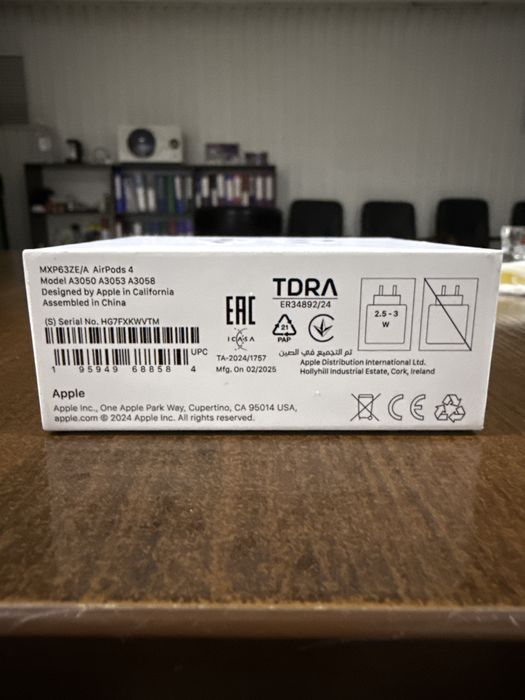 MXP63ZE/A AirPods 4
Model A3050 A3053 A3058
Designed by Apple in California
Assembled in China
(S) Serial No. HG7FXKWVTM
UPC
1 95949 68858 4
EAC
ICASA
TA-2024/1757
Mfg. On 02/2025
TDRA
ER34892/24
21
PAP
تم التجميع في الصين
Apple Distribution International Ltd.
Hollyhill Industrial Estate, Cork, Ireland
2.5 - 3
W
Apple
Apple Inc., One Apple Park Way, Cupertino, CA 95014 USA,
apple.com © 2024 Apple Inc. All rights reserved.
CE